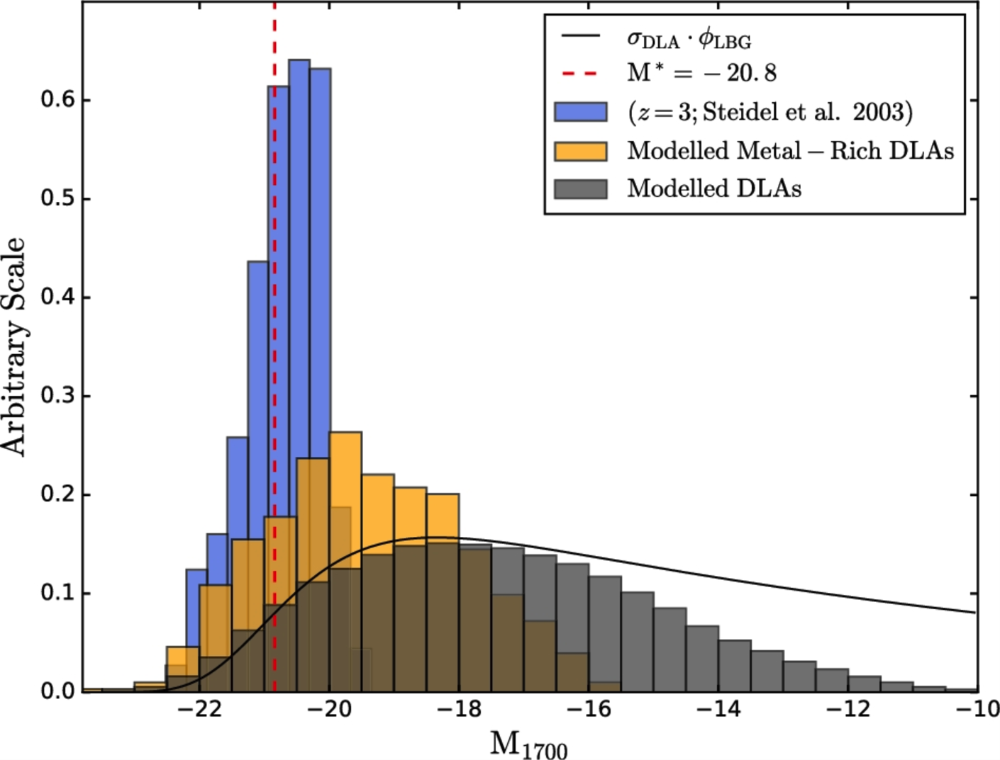 σDLA · ϕLBG
M* = −20.8
(z=3; Steidel et al. 2003)
Modelled Metal−Rich DLAs
Modelled DLAs
Arbitrary Scale
0.6
0.5
0.4
0.3
0.2
0.1
0.0
−22 −20 −18 −16 −14 −12 −10
M1700